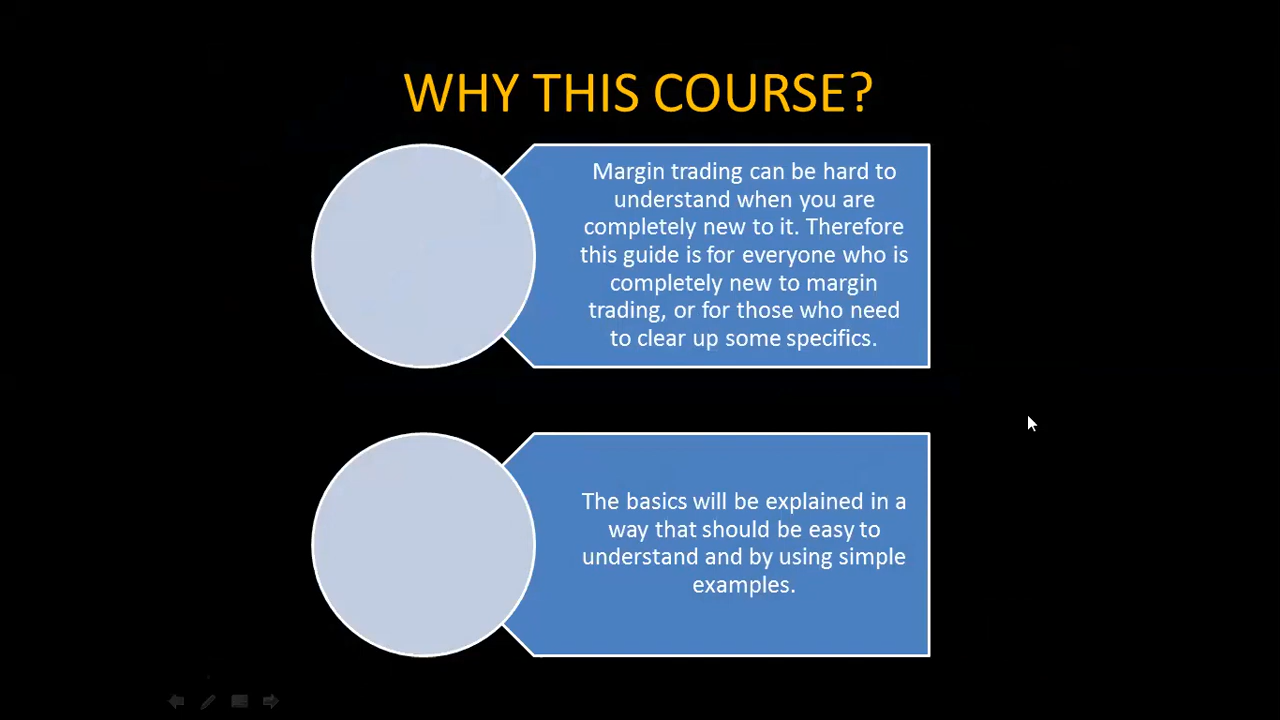 WHY THIS COURSE?
Margin trading can be hard to
understand when you are
completely new to it. Therefore
this guide is for everyone who is
completely new to margin
trading, or for those who need
to clear up some specifics.
The basics will be explained in a
way that should be easy to
understand and by using simple
examples.